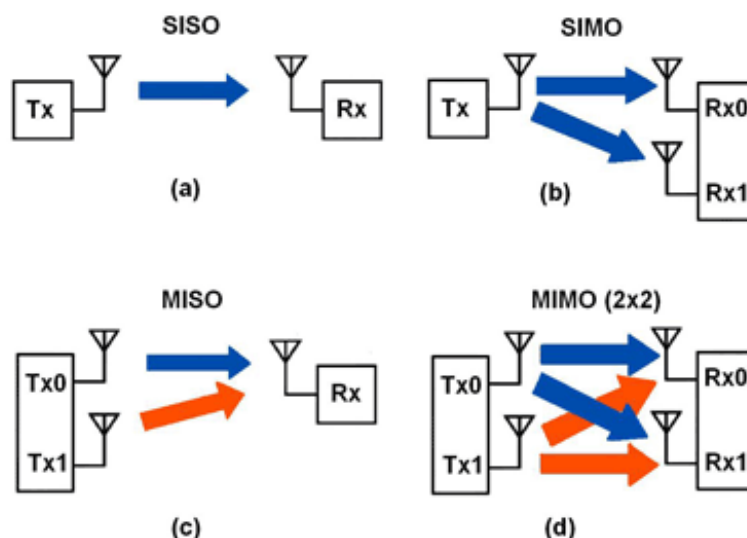 SISO
Tx
Rx
(a)
SIMO
Tx
Rx0
Rx1
(b)
MISO
Tx0
Tx1
Rx
(c)
MIMO (2x2)
Tx0
Tx1
Rx0
Rx1
(d)